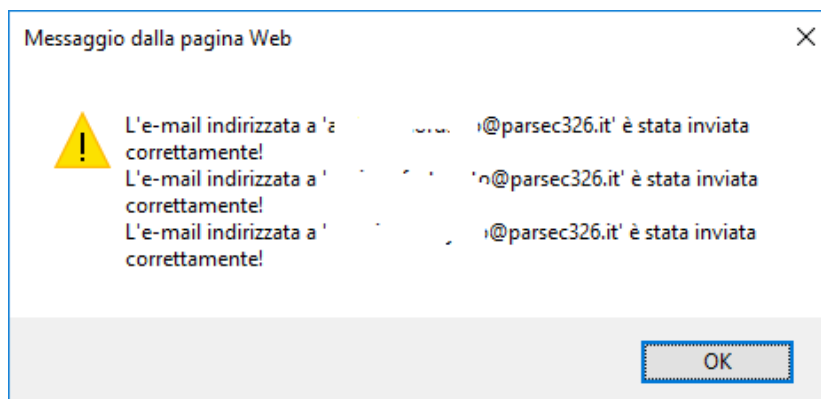 Messaggio dalla pagina Web
L'e-mail indirizzata a '@parsec326.it' è stata inviata
correttamente!
L'e-mail indirizzata a '@parsec326.it' è stata inviata
correttamente!
L'e-mail indirizzata a '@parsec326.it' è stata inviata
correttamente!
OK